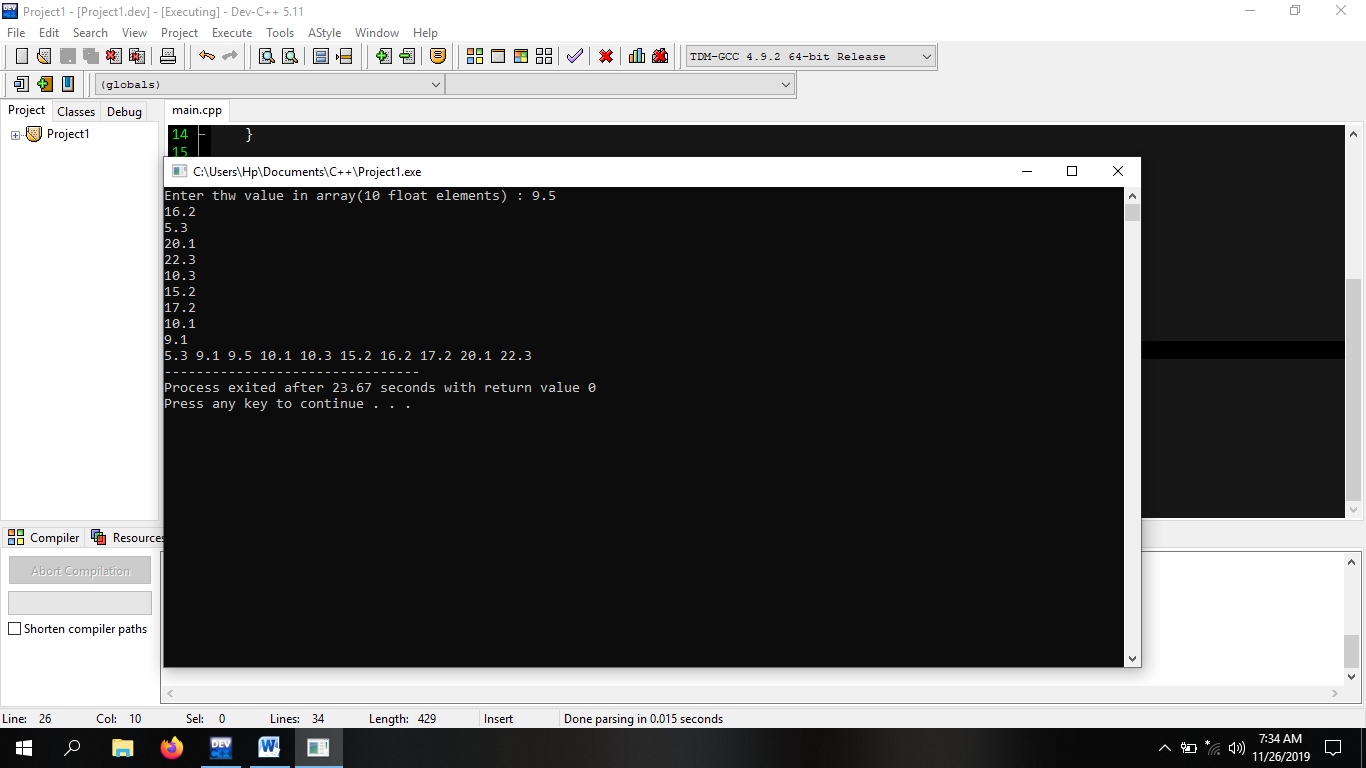 Project1 - [Project1.dev] - [Executing] - Dev-C++ 5.11
File Edit Search View Project Execute Tools AStyle Window Help
TDM-GCC 4.9.2 64-bit Release
(globals)
Project Classes Debug
main.cpp
Project1
14 }
15
C:\Users\Hp\Documents\C++\Project1.exe
Enter thw value in array(10 float elements) : 9.5
16.2
5.3
20.1
22.3
10.3
15.2
17.2
10.1
9.1
5.3 9.1 9.5 10.1 10.3 15.2 16.2 17.2 20.1 22.3
--------------------------------
Process exited after 23.67 seconds with return value 0
Press any key to continue . . .
Compiler Resources
Abort Compilation
Shorten compiler paths
Line: 26 Col: 10 Sel: 0 Lines: 34 Length: 429 Insert Done parsing in 0.015 seconds
DEV
W
7:34 AM
11/26/2019